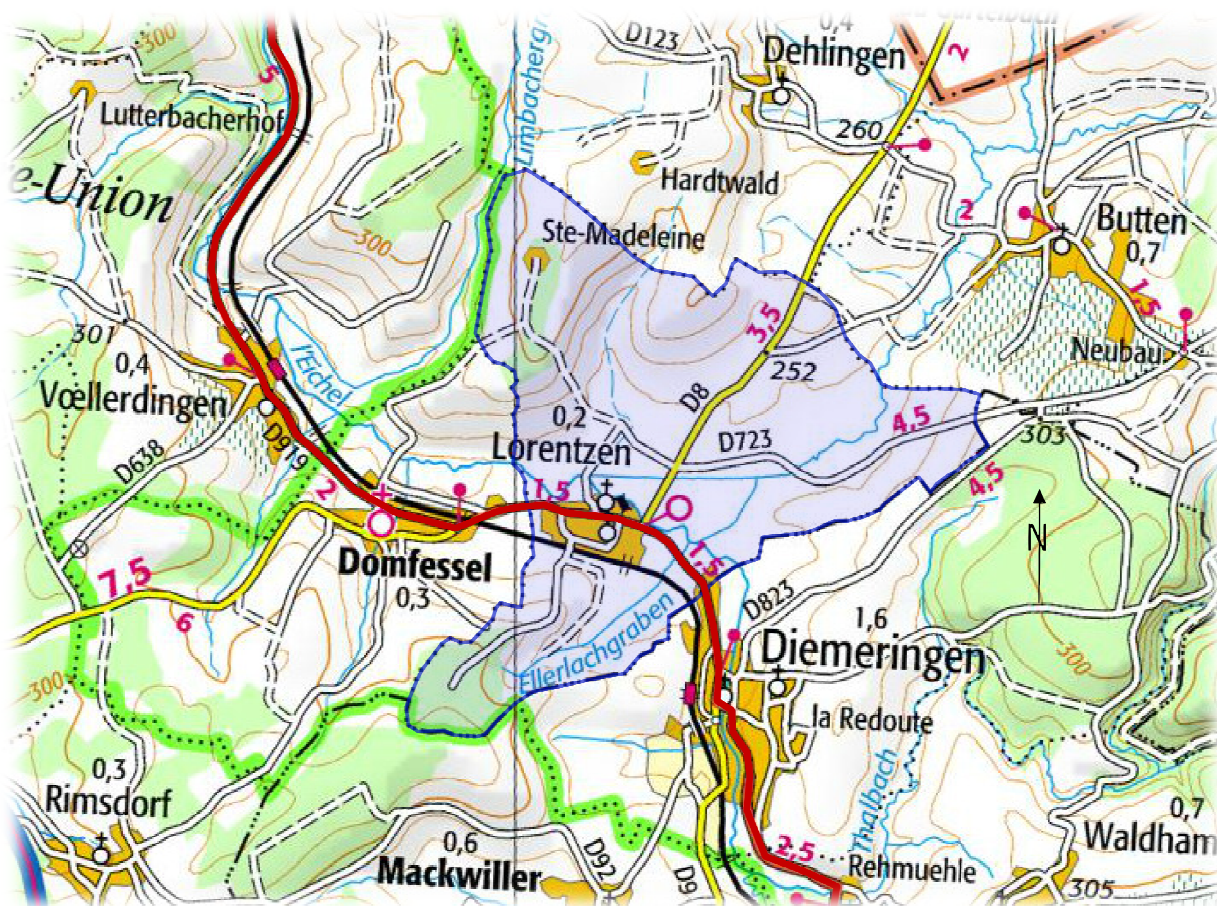 300
D123
0,4
Dehlingen
2
5
Limbacherg
Lutterbacherhof
260
e-Union
Hardtwald
2
Butten
0,7
300
Ste-Madeleine
1,5
3,5
301
0,4
l'Eichel
252
Neubau
Vœllerdingen
D8
0,2
Lorentzen
D723
4,5
303
D638
D919
2
1,5
4,5
N
7,5
6
Domfessel
0,3
1,5
D823
1,6
Diemeringen
Ellerlachgraben
300
300
la Redoute
0,3
Rimsdorf
Thalbach
0,7
Waldham
0,6
Mackwiller
D92
D9
2,5
Rehmuehle
305